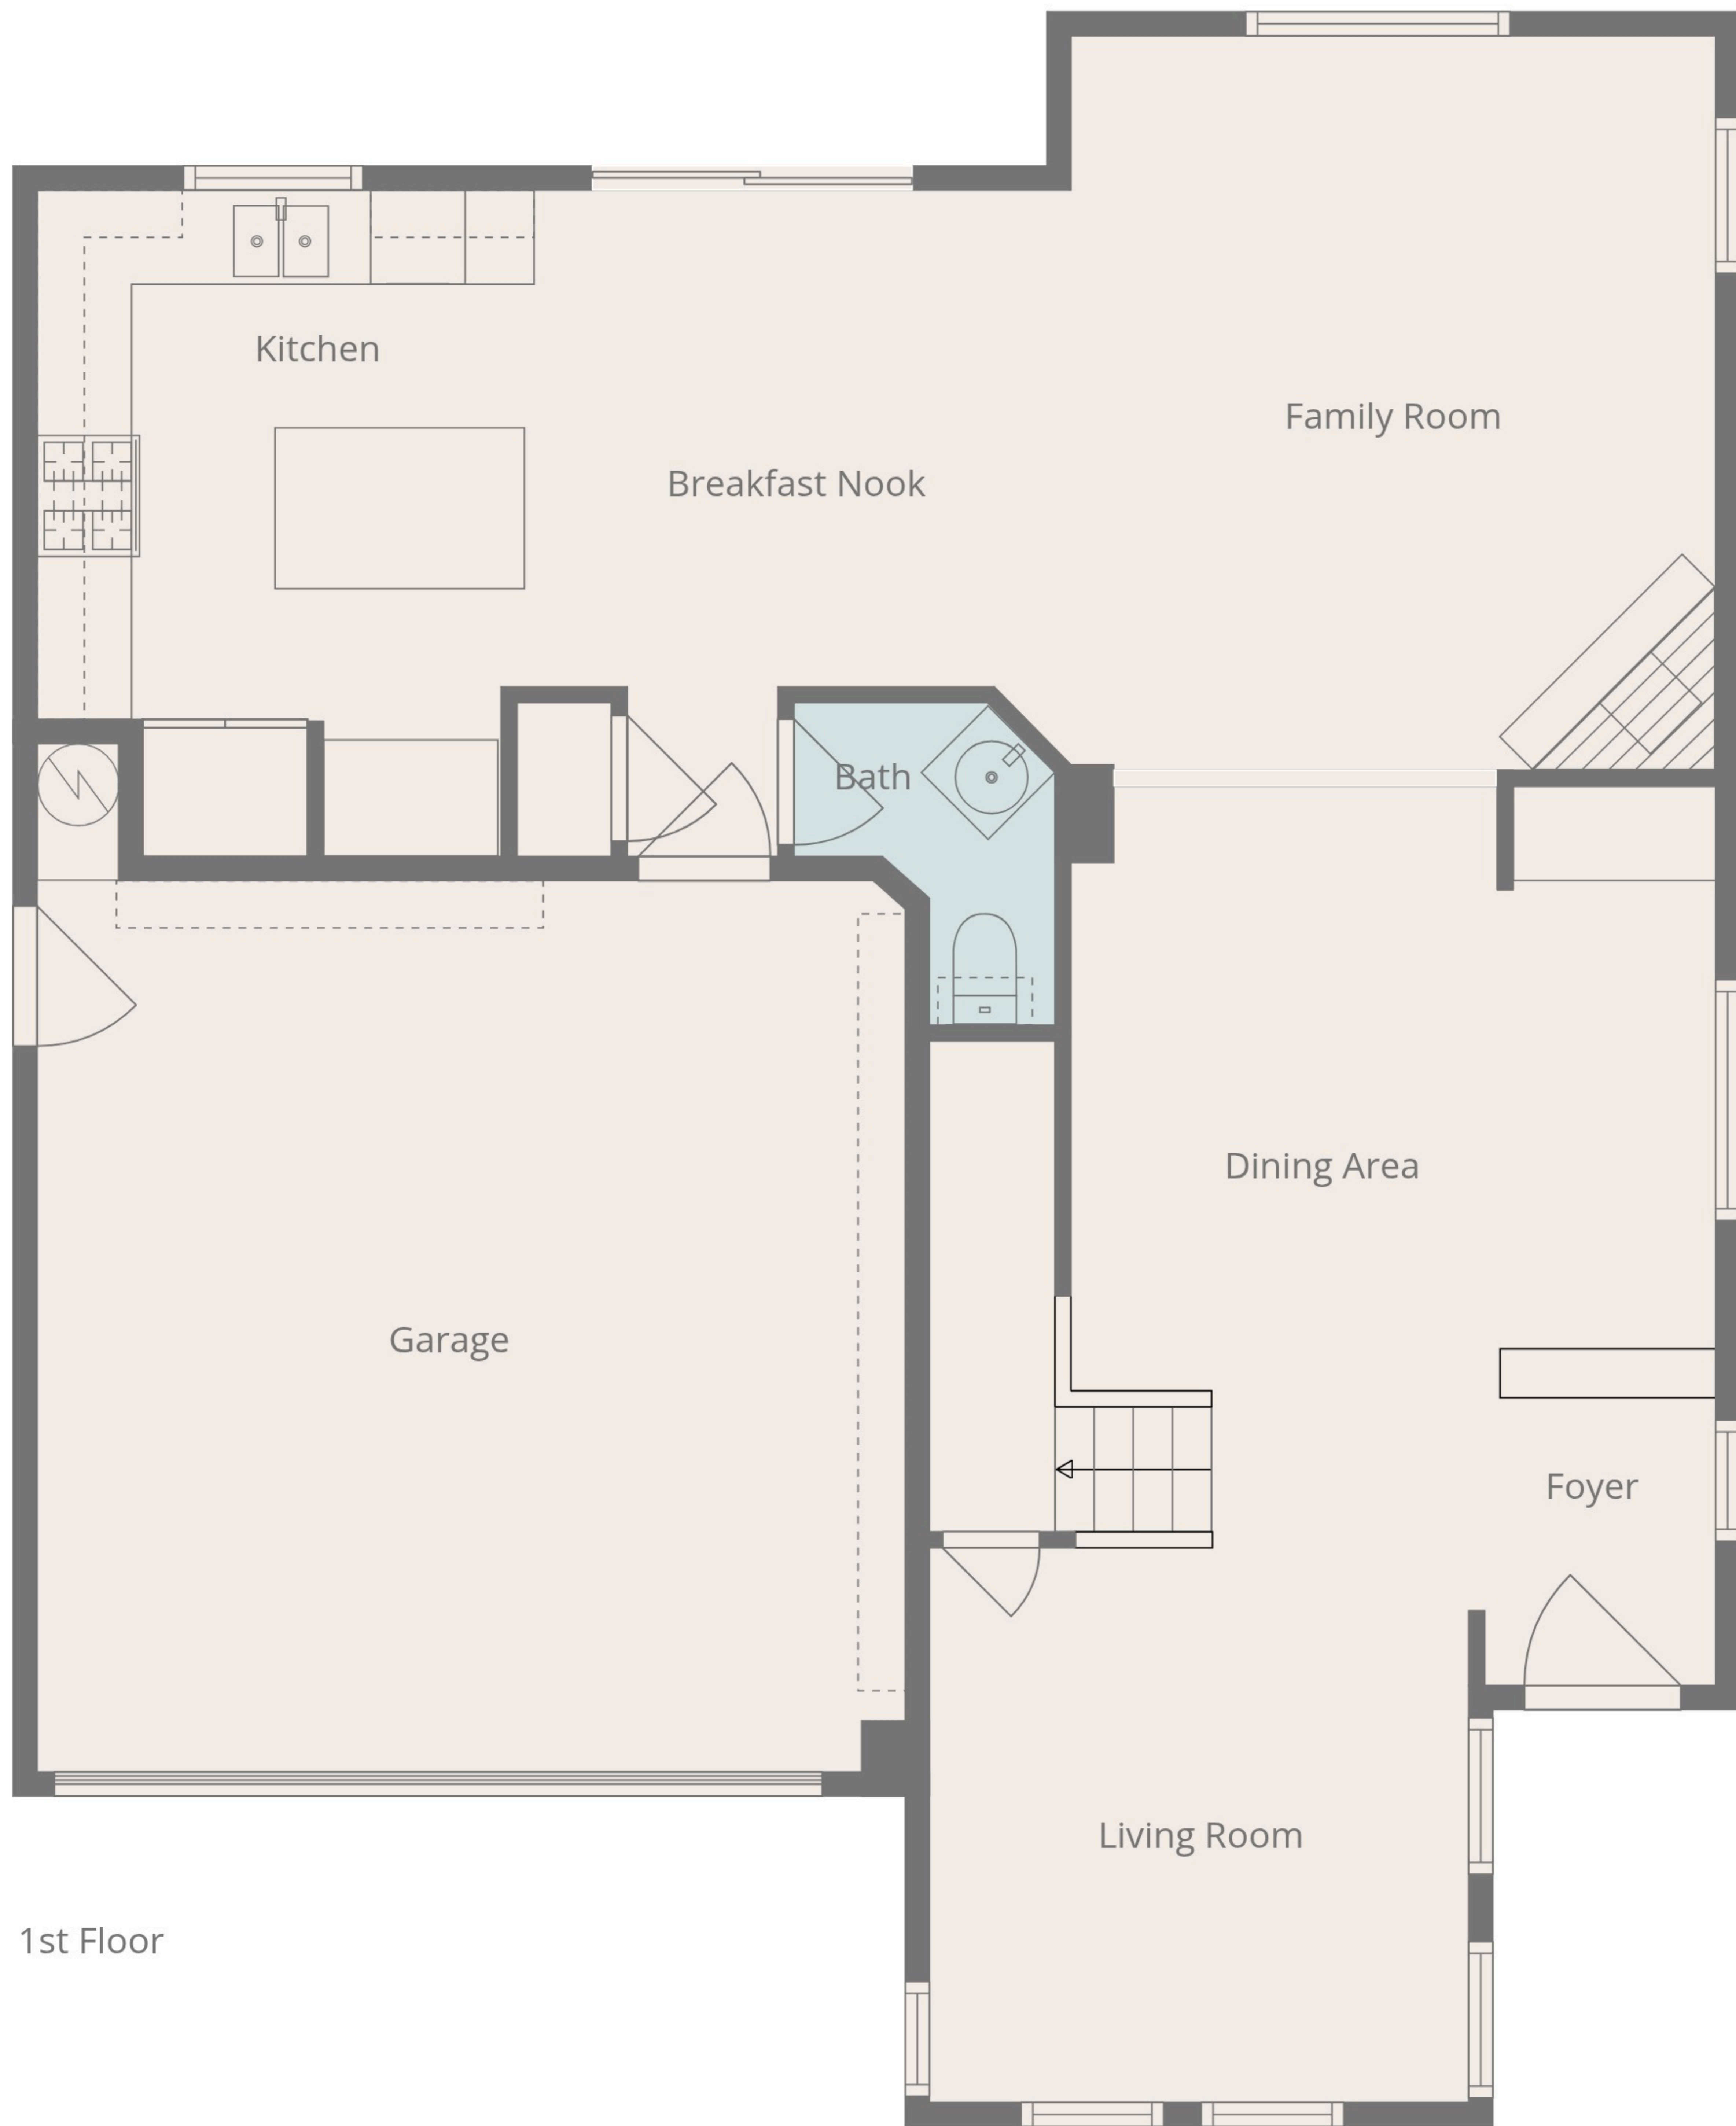 Kitchen
Family Room
Breakfast Nook
Bath
Dining Area
Garage
Foyer
Living Room
1st Floor